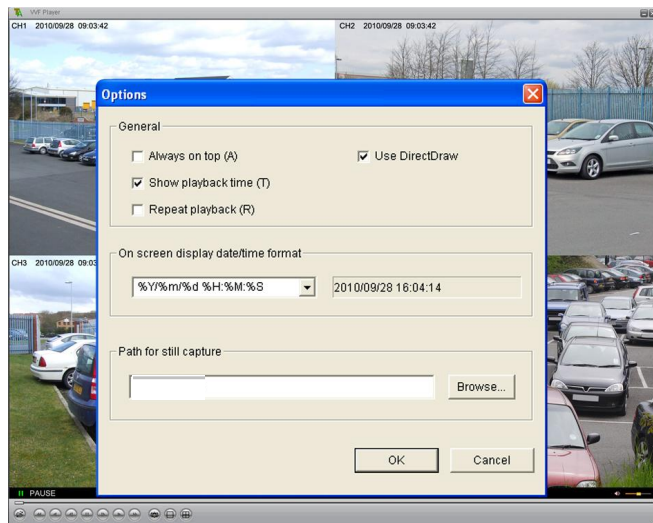 VVF Player
CH1 2010/09/28 09:03:42
CH2 2010/09/28 09:03:42
Options
General
Always on top (A)
Use DirectDraw
Show playback time (T)
Repeat playback (R)
CH3 2010/09/28 09:03
On screen display date/time format
%Y/%m/%d %H:%M:%S
2010/09/28 16:04:14
Path for still capture
Browse...
OK
Cancel
PAUSE